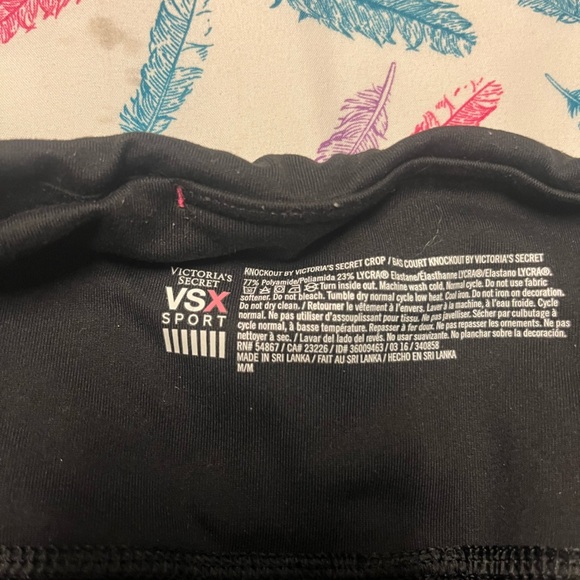 VICTORIA'S
SECRET
VSX
SPORT
KNOCKOUT BY VICTORIA'S SECRET CROP / BAS COURT KNOCKOUT BY VICTORIA'S SECRET
77% Polyamide/Poliamida 23% LYCRA® Elastane/Élasthanne LYCRA®/Elastano LYCRA®.
Turn inside out. Machine wash cold. Normal cycle. Do not use fabric
softener. Do not bleach. Tumble dry normal cycle low heat. Cool iron. Do not iron on decoration.
Do not dry clean. / Retourner le vêtement à l'envers. Laver à la machine, à l'eau froide. Cycle
normal. Ne pas utiliser d'assouplissant pour tissu. Ne pas javelliser. Sécher par culbutage à
cycle normal, à basse température. Repasser à fer doux. Ne pas repasser les ornements. Ne pas
nettoyer à sec. / Lavar del lado del revés. No usar suavizante. No planchar sobre la decoración.
RN# 54867 / CA# 23226 / ID# 36009463 / 03 16 / 340858
MADE IN SRI LANKA / FAIT AU SRI LANKA / HECHO EN SRI LANKA
M/M